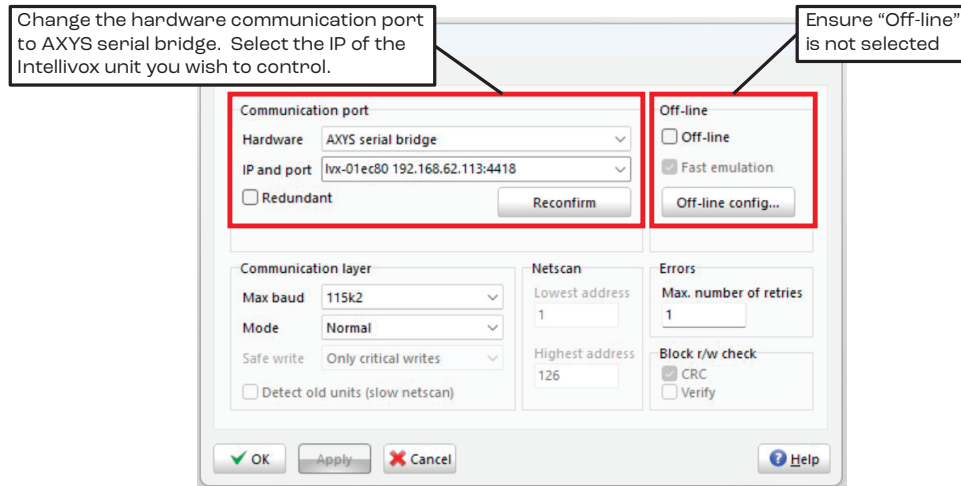 Change the hardware communication port
to AXYS serial bridge.  Select the IP of the
Intellivox unit you wish to control.
Ensure “Off-line”
is not selected
Communication port
Hardware
AXYS serial bridge
IP and port
lvx-01ec80 192.168.62.113:4418
Redundant
Reconfirm
Off-line
Off-line
Fast emulation
Off-line config...
Communication layer
Max baud
115k2
Mode
Normal
Safe write
Only critical writes
Detect old units (slow netscan)
Netscan
Lowest address
1
Highest address
126
Errors
Max. number of retries
1
Block r/w check
CRC
Verify
OK
Apply
Cancel
Help